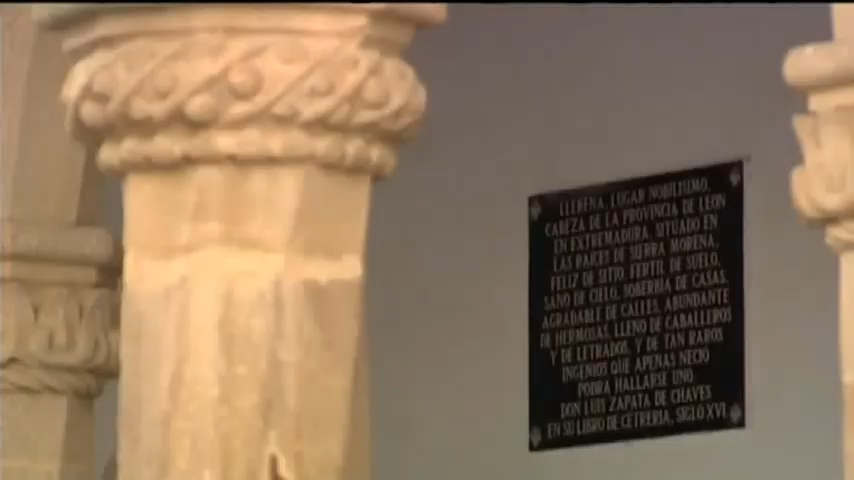 LLERENA, LUGAR NOBILISIMO,
CABEZA DE LA PROVINCIA DE LEON
EN EXTREMADURA, SITUADO EN
LAS RAICES DE SIERRA MORENA,
FELIZ DE SITIO, FERTIL DE SUELO,
SANO DE CIELO, SOBERBIA DE CASAS,
AGRADABLE DE CALLES, ABUNDANTE
DE HERMOSAS, LLENO DE CABALLEROS
Y DE LETRADOS, Y DE TAN RAROS
INGENIOS QUE APENAS NECIO
PODRA HALLARSE UNO
DON LUIS ZAPATA DE CHAVES
EN SU LIBRO DE CETRERIA, SIGLO XVI